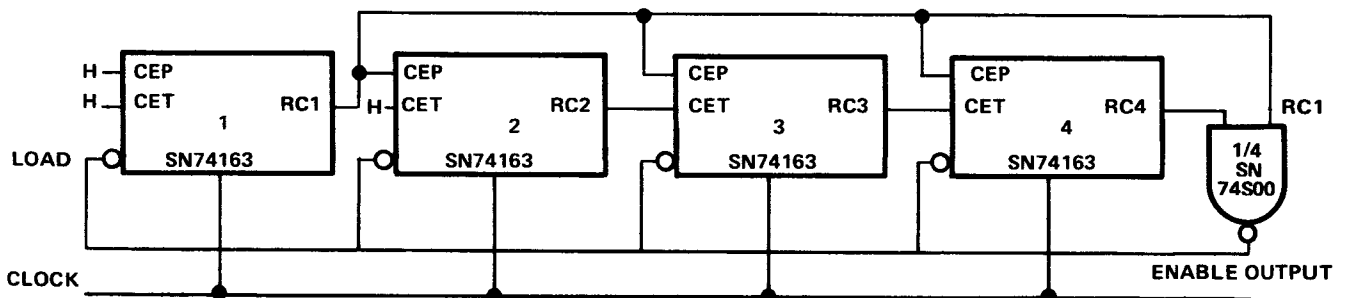 H CEP
H CET RC1
1
LOAD
SN74163
CEP
H CET RC2
2
SN74163
CEP
CET RC3
3
SN74163
CEP
CET RC4
4
SN74163
RC1
1/4
SN
74S00
CLOCK
ENABLE OUTPUT